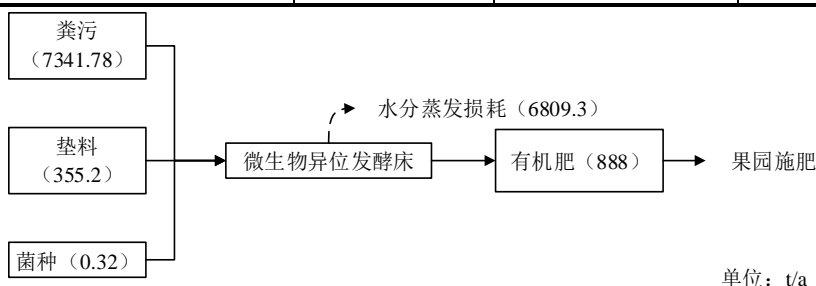 粪污
（7341.78）
水分蒸发损耗（6809.3）
垫料
（355.2）
微生物异位发酵床
有机肥（888）
果园施肥
菌种（0.32）
单位：t/a